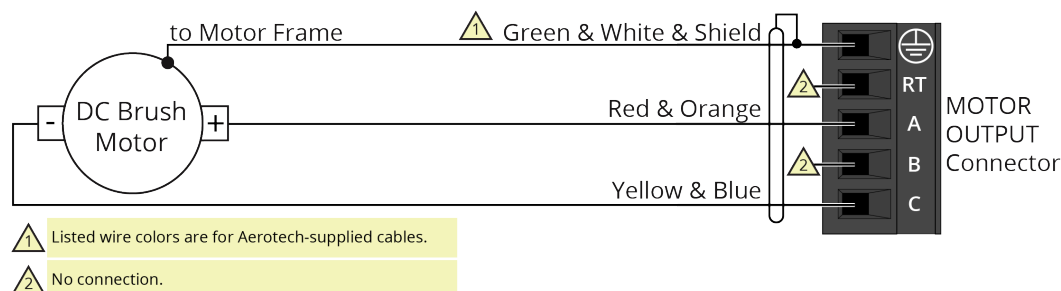 to Motor Frame
1
Green & White & Shield
2
RT
DC Brush
Motor
-
+
Red & Orange
A
MOTOR
OUTPUT
Connector
2
B
Yellow & Blue
C
1 Listed wire colors are for Aerotech-supplied cables.
2 No connection.